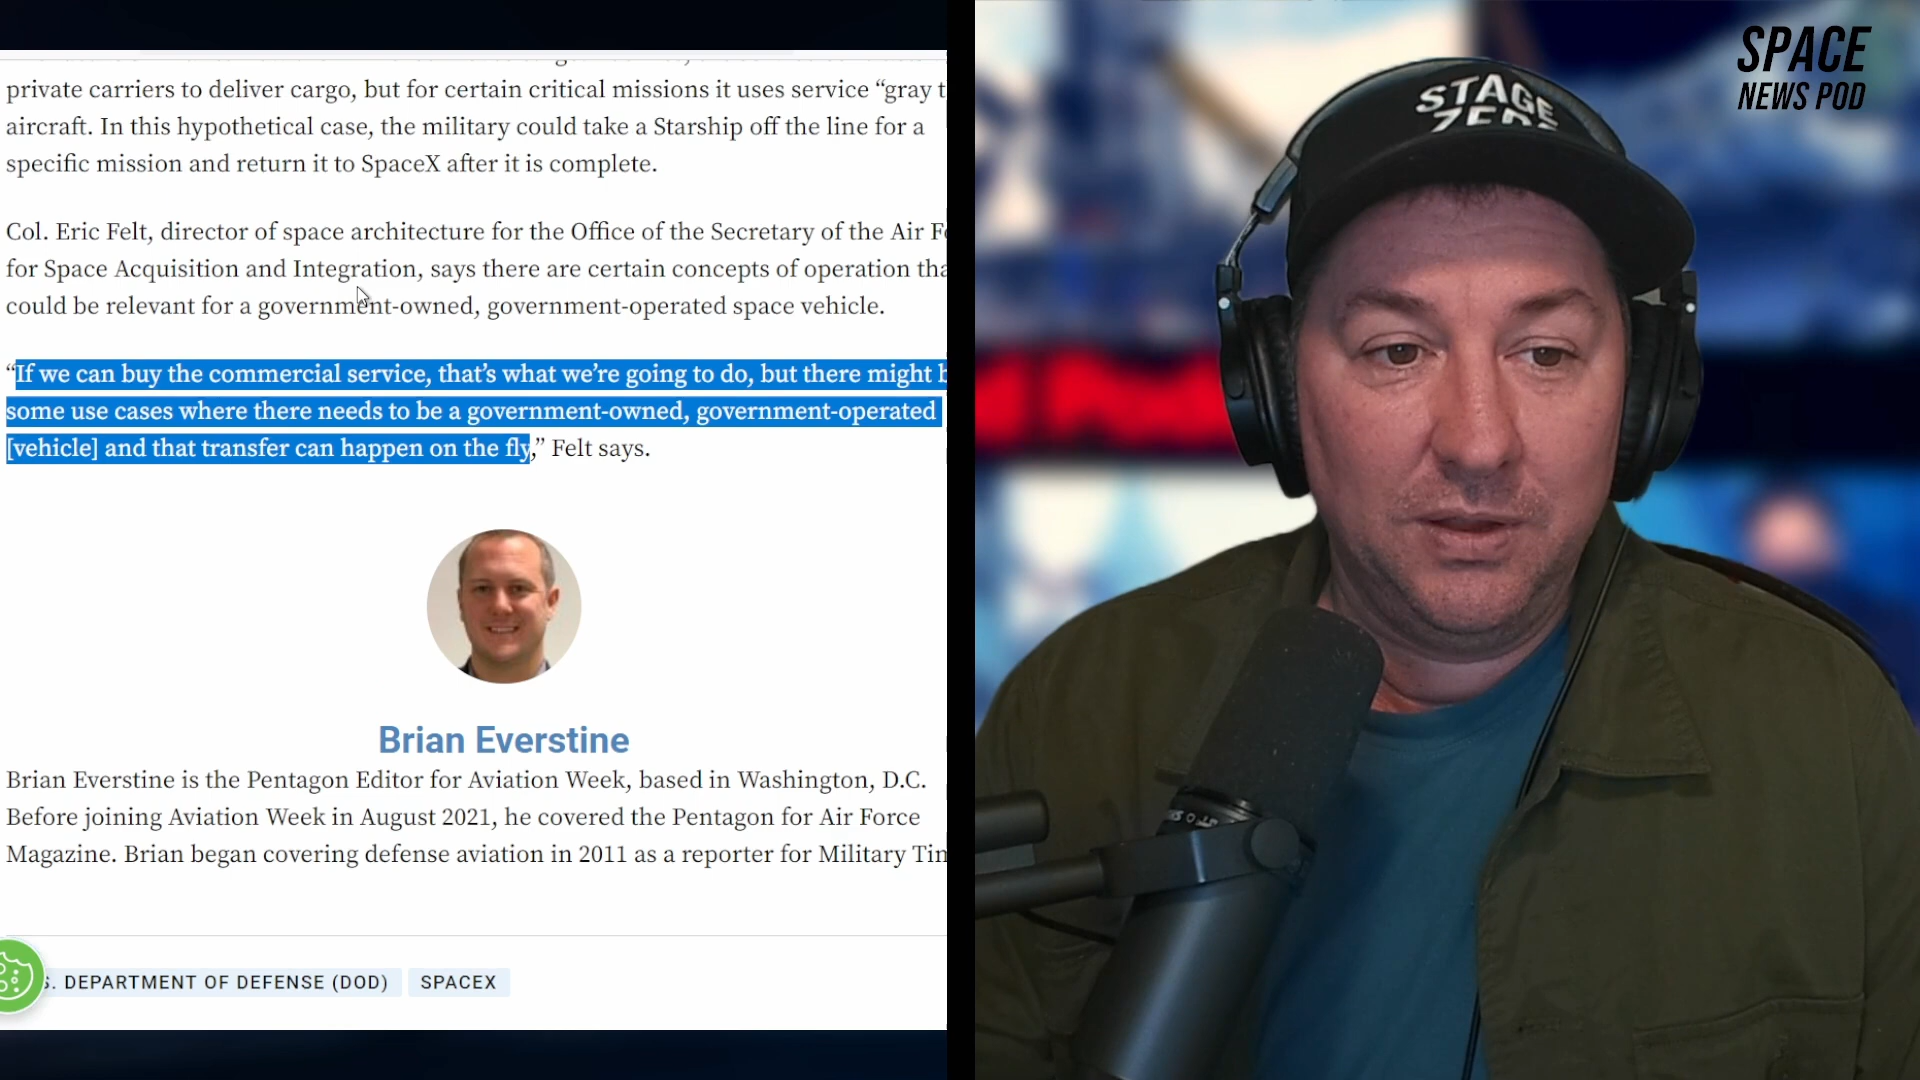 private carriers to deliver cargo, but for certain critical missions it uses service “gray t
aircraft. In this hypothetical case, the military could take a Starship off the line for a
specific mission and return it to SpaceX after it is complete.
Col. Eric Felt, director of space architecture for the Office of the Secretary of the Air F
for Space Acquisition and Integration, says there are certain concepts of operation tha
could be relevant for a government-owned, government-operated space vehicle.
“If we can buy the commercial service, that’s what we’re going to do, but there might b
some use cases where there needs to be a government-owned, government-operated
[vehicle] and that transfer can happen on the fly,” Felt says.
Brian Everstine
Brian Everstine is the Pentagon Editor for Aviation Week, based in Washington, D.C.
Before joining Aviation Week in August 2021, he covered the Pentagon for Air Force
Magazine. Brian began covering defense aviation in 2011 as a reporter for Military Tim
S. DEPARTMENT OF DEFENSE (DOD)
SPACEX
SPACE
NEWS POD
STAGE
ZERO